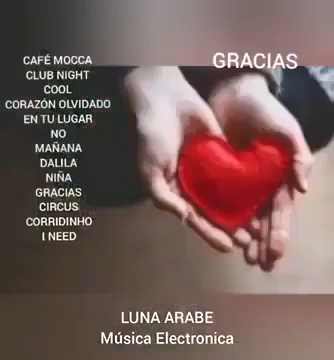 GRACIAS
CAFÉ MOCCA
CLUB NIGHT
COOL
CORAZÓN OLVIDADO
EN TU LUGAR
NO
MAÑANA
DALILA
NIÑA
GRACIAS
CIRCUS
CORRIDINHO
I NEED
LUNA ARABE
Música Electronica